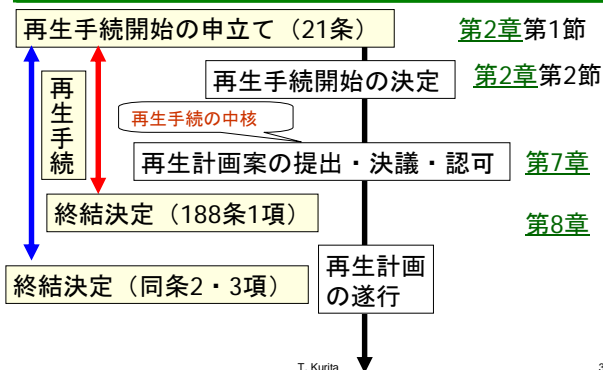 再生手続開始の申立て（21条）
第2章第1節
再生手続開始の決定
第2章第2節
再生手続
再生手続の中核
再生計画案の提出・決議・認可
第7章
終結決定（188条1項）
第8章
再生計画
の遂行
終結決定（同条2・3項）
T. Kurita
3